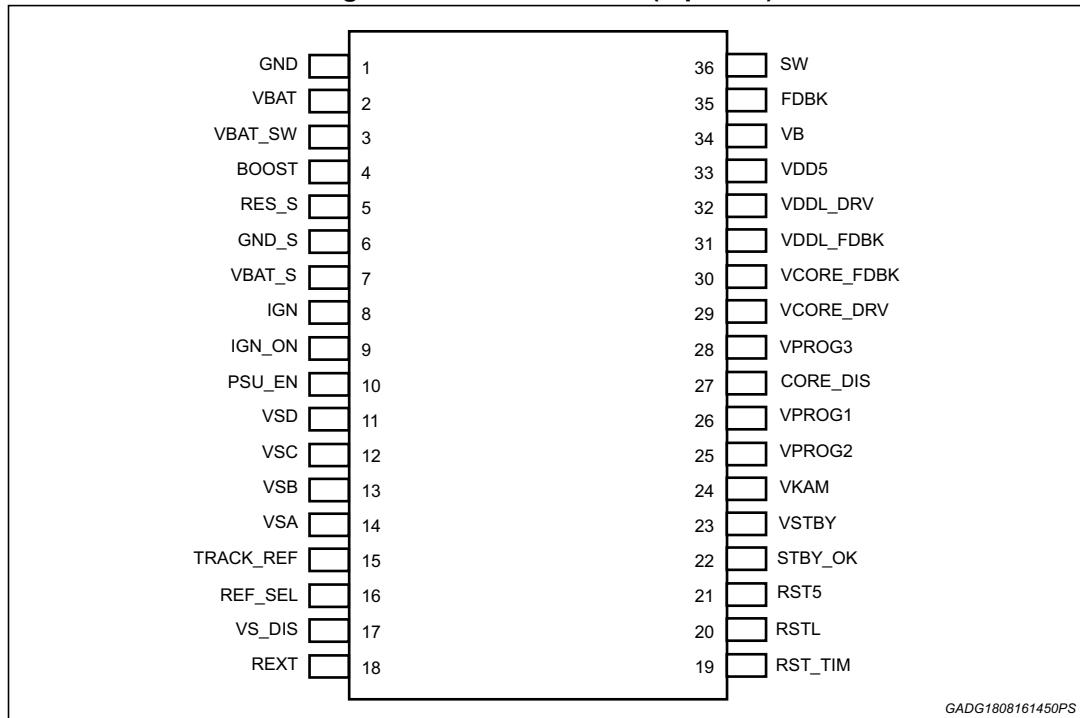 GND 1 36 SW
VBAT 2 35 FDBK
VBAT_SW 3 34 VB
BOOST 4 33 VDD5
RES_S 5 32 VDDL_DRV
GND_S 6 31 VDDL_FDBK
VBAT_S 7 30 VCORE_FDBK
IGN 8 29 VCORE_DRV
IGN_ON 9 28 VPROG3
PSU_EN 10 27 CORE_DIS
VSD 11 26 VPROG1
VSC 12 25 VPROG2
VSB 13 24 VKAM
VSA 14 23 VSTBY
TRACK_REF 15 22 STBY_OK
REF_SEL 16 21 RST5
VS_DIS 17 20 RSTL
REXT 18 19 RST_TIM
GADG1808161450PS